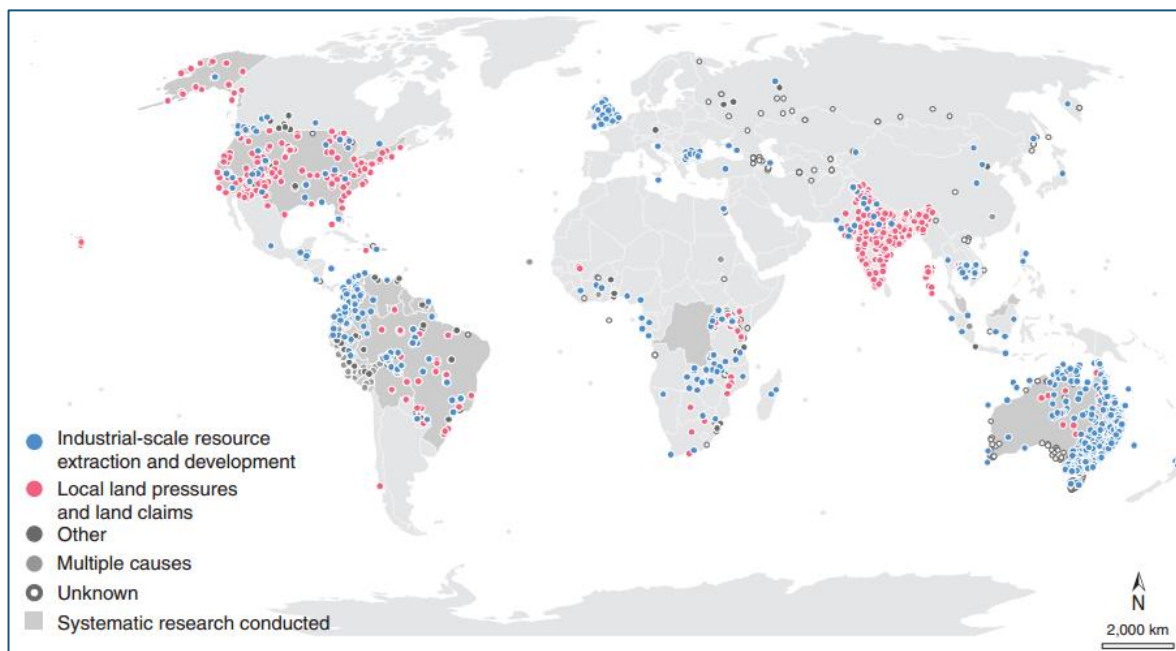 Industrial-scale resource
extraction and development
Local land pressures
and land claims
Other
Multiple causes
Unknown
Systematic research conducted
N
2,000 km